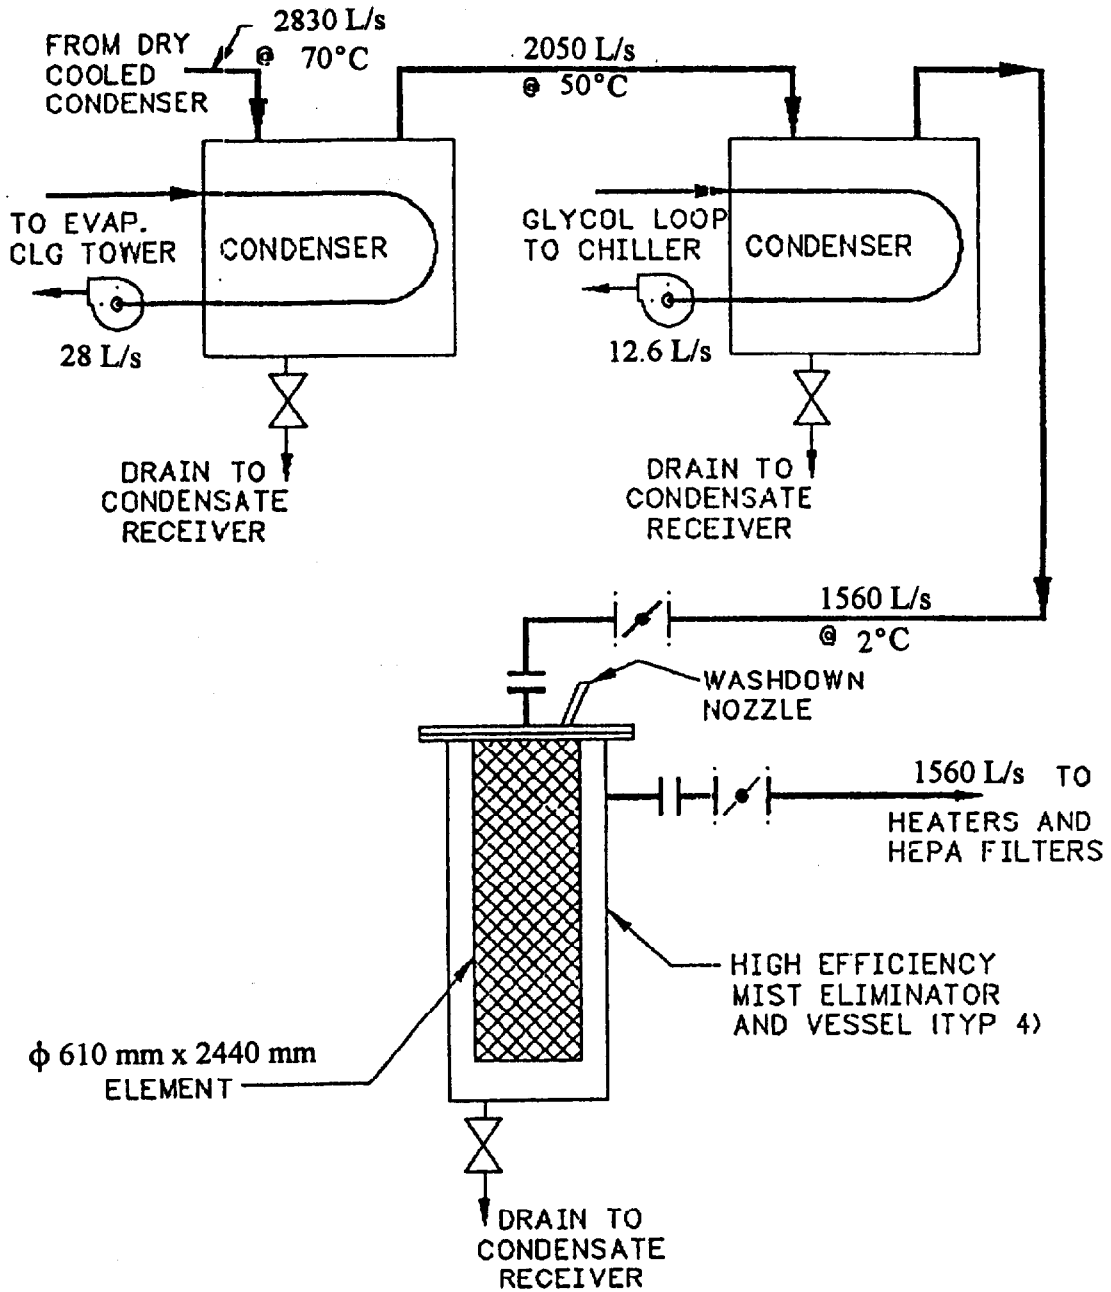 FROM DRY
COOLED
CONDENSER
2830 L/s
@ 70°C
2050 L/s
@ 50°C
TO EVAP.
CLG TOWER
CONDENSER
28 L/s
GLYCOL LOOP
TO CHILLER
CONDENSER
12.6 L/s
DRAIN TO
CONDENSATE
RECEIVER
DRAIN TO
CONDENSATE
RECEIVER
1560 L/s
@ 2°C
WASHDOWN
NOZZLE
1560 L/s TO
HEATERS AND
HEPA FILTERS
HIGH EFFICIENCY
MIST ELIMINATOR
AND VESSEL (TYP 4)
ϕ 610 mm x 2440 mm
ELEMENT
DRAIN TO
CONDENSATE
RECEIVER